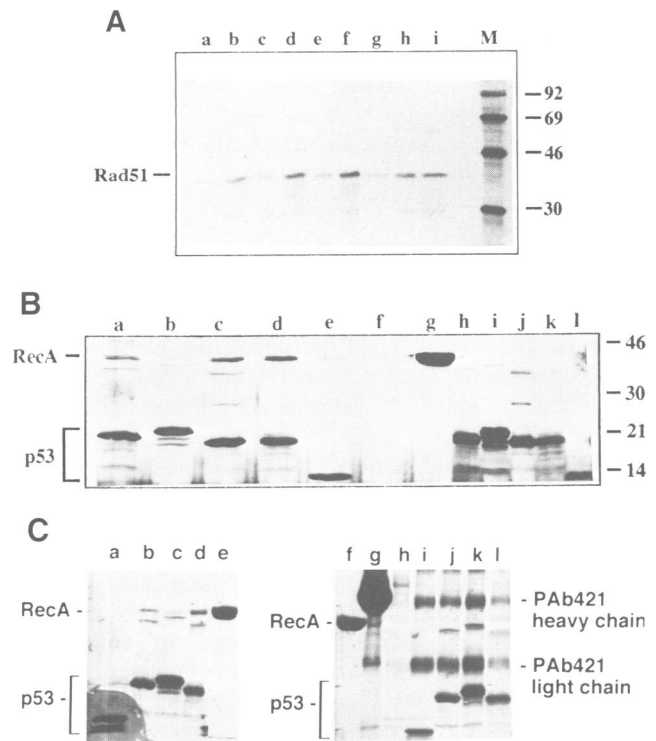 A
a b c d e f g h i M
92
69
Rad51
46
30
B
a b c d e f g h i j k l
RecA
46
30
p53
21
14
C
a b c d e
RecA -
p53 -
f g h i j k l
RecA -
p53 -
- PAb421
heavy chain
- PAb421
light chain